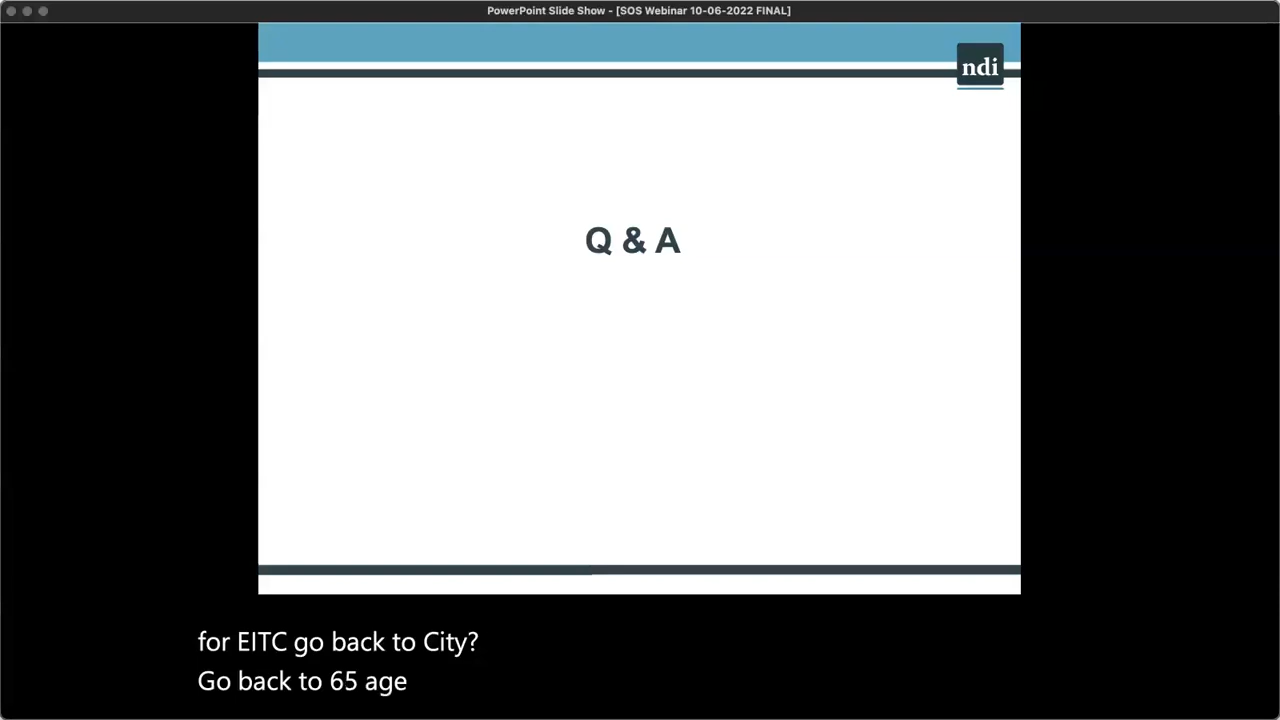 PowerPoint Slide Show - [SOS Webinar 10-06-2022 FINAL]
ndi
Q & A
for EITC go back to City?
Go back to 65 age